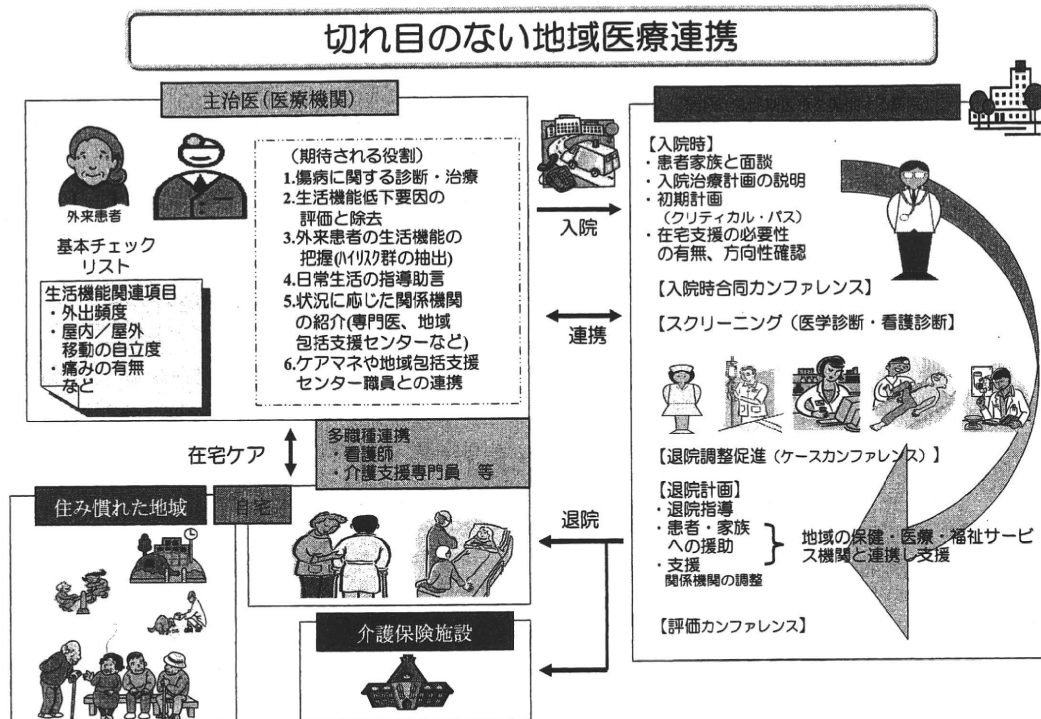 切れ目のない地域医療連携
主治医(医療機関)
外来患者
基本チェック
リスト
生活機能関連項目
・外出頻度
・屋内/屋外
移動の自立度
・痛みの有無
など
(期待される役割)
1.傷病に関する診断・治療
2.生活機能低下要因の
評価と除去
3.外来患者の生活機能の
把握(ハイリスク群の抽出)
4.日常生活の指導助言
5.状況に応じた関係機関
の紹介(専門医、地域
包括支援センターなど)
6.ケアマネや地域包括支援
センター職員との連携
入院
連携
退院
【入院時】
・患者家族と面談
・入院治療計画の説明
・初期計画
(クリティカル・パス)
・在宅支援の必要性
の有無、方向性確認
【入院時合同カンファレンス】
【スクリーニング(医学診断・看護診断】
【退院調整促進(ケースカンファレンス)】
【退院計画】
・退院指導
・患者・家族
への援助
・支援
関係機関の調整
地域の保健・医療・福祉サービ
ス機関と連携し支援
【評価カンファレンス】
在宅ケア
多職種連携
・看護師
・介護支援専門員 等
住み慣れた地域
自宅
介護保険施設